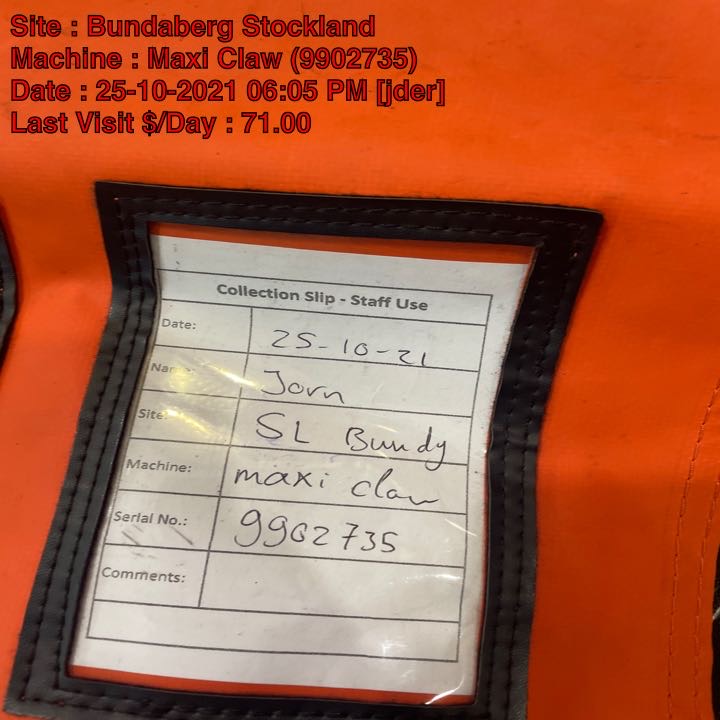 Site : Bundaberg Stockland
Machine : Maxi Claw (9902735)
Date : 25-10-2021 06:05 PM [jder]
Last Visit $/Day : 71.00
Collection Slip - Staff Use
Date: 25-10-21
Name: Jorn
Site: SL Bundy
Machine: maxi claw
Serial No.: 9902735
Comments: